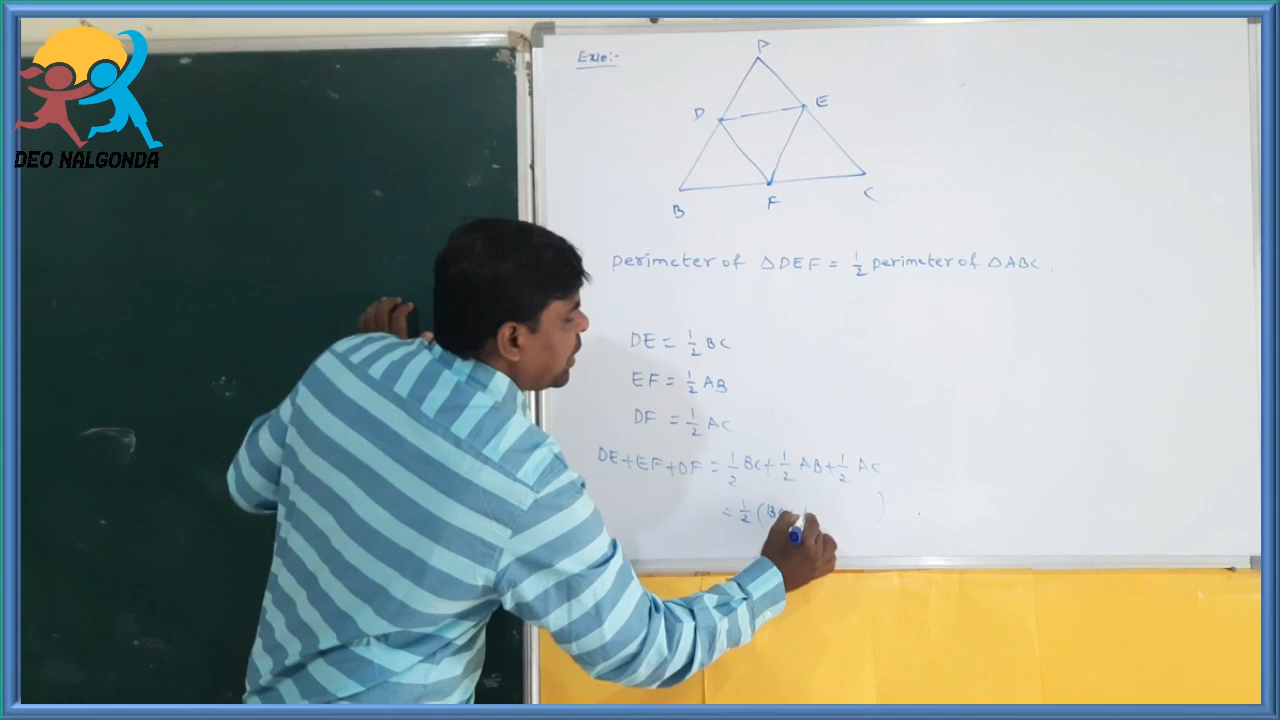 DEO NALGONDA
Ex10:-
D
E
B
F
C
perimeter of △DEF = 1/2 perimeter of △ABC.
DE = 1/2 BC
EF = 1/2 AB
DF = 1/2 AC
DE+EF+DF = 1/2 BC + 1/2 AB + 1/2 AC
= 1/2 (B )